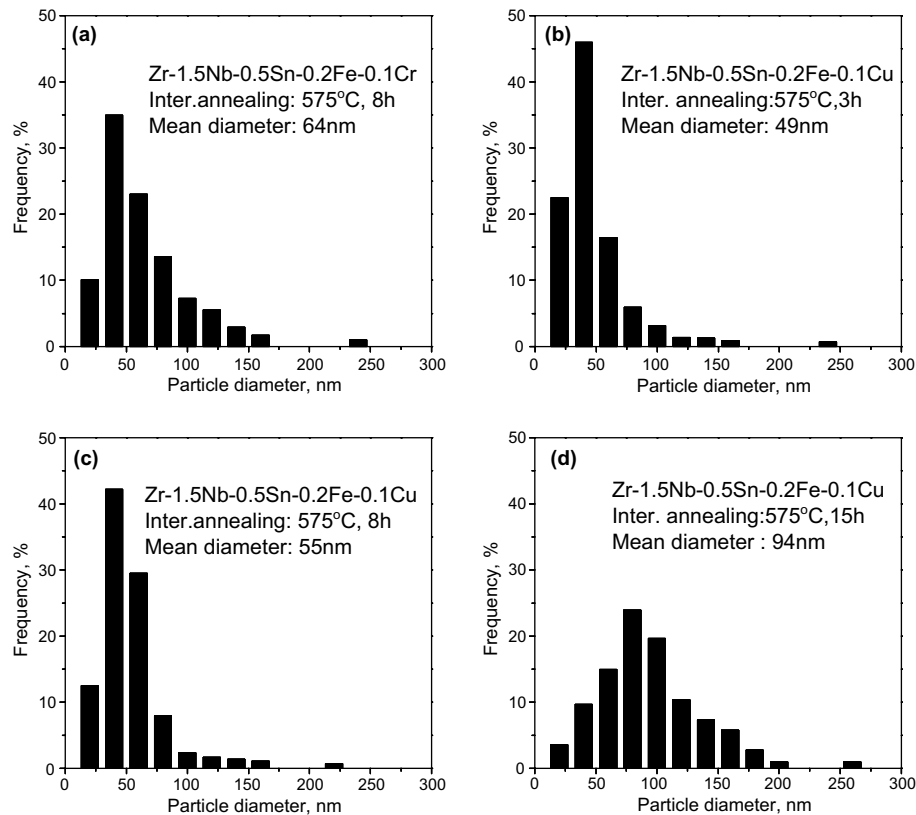 (a)
Zr-1.5Nb-0.5Sn-0.2Fe-0.1Cr
Inter.annealing: 575°C, 8h
Mean diameter: 64nm
Frequency, %
50
40
30
20
10
0
0 50 100 150 200 250 300
Particle diameter, nm
(b)
Zr-1.5Nb-0.5Sn-0.2Fe-0.1Cu
Inter. annealing:575°C,3h
Mean diameter: 49nm
Frequency, %
50
40
30
20
10
0
0 50 100 150 200 250 300
Particle diameter, nm
(c)
Zr-1.5Nb-0.5Sn-0.2Fe-0.1Cu
Inter.annealing: 575°C, 8h
Mean diameter: 55nm
Frequency, %
50
40
30
20
10
0
0 50 100 150 200 250 300
Particle diameter, nm
(d)
Zr-1.5Nb-0.5Sn-0.2Fe-0.1Cu
Inter. annealing:575°C,15h
Mean diameter : 94nm
Frequency, %
50
40
30
20
10
0
0 50 100 150 200 250 300
Particle diameter, nm